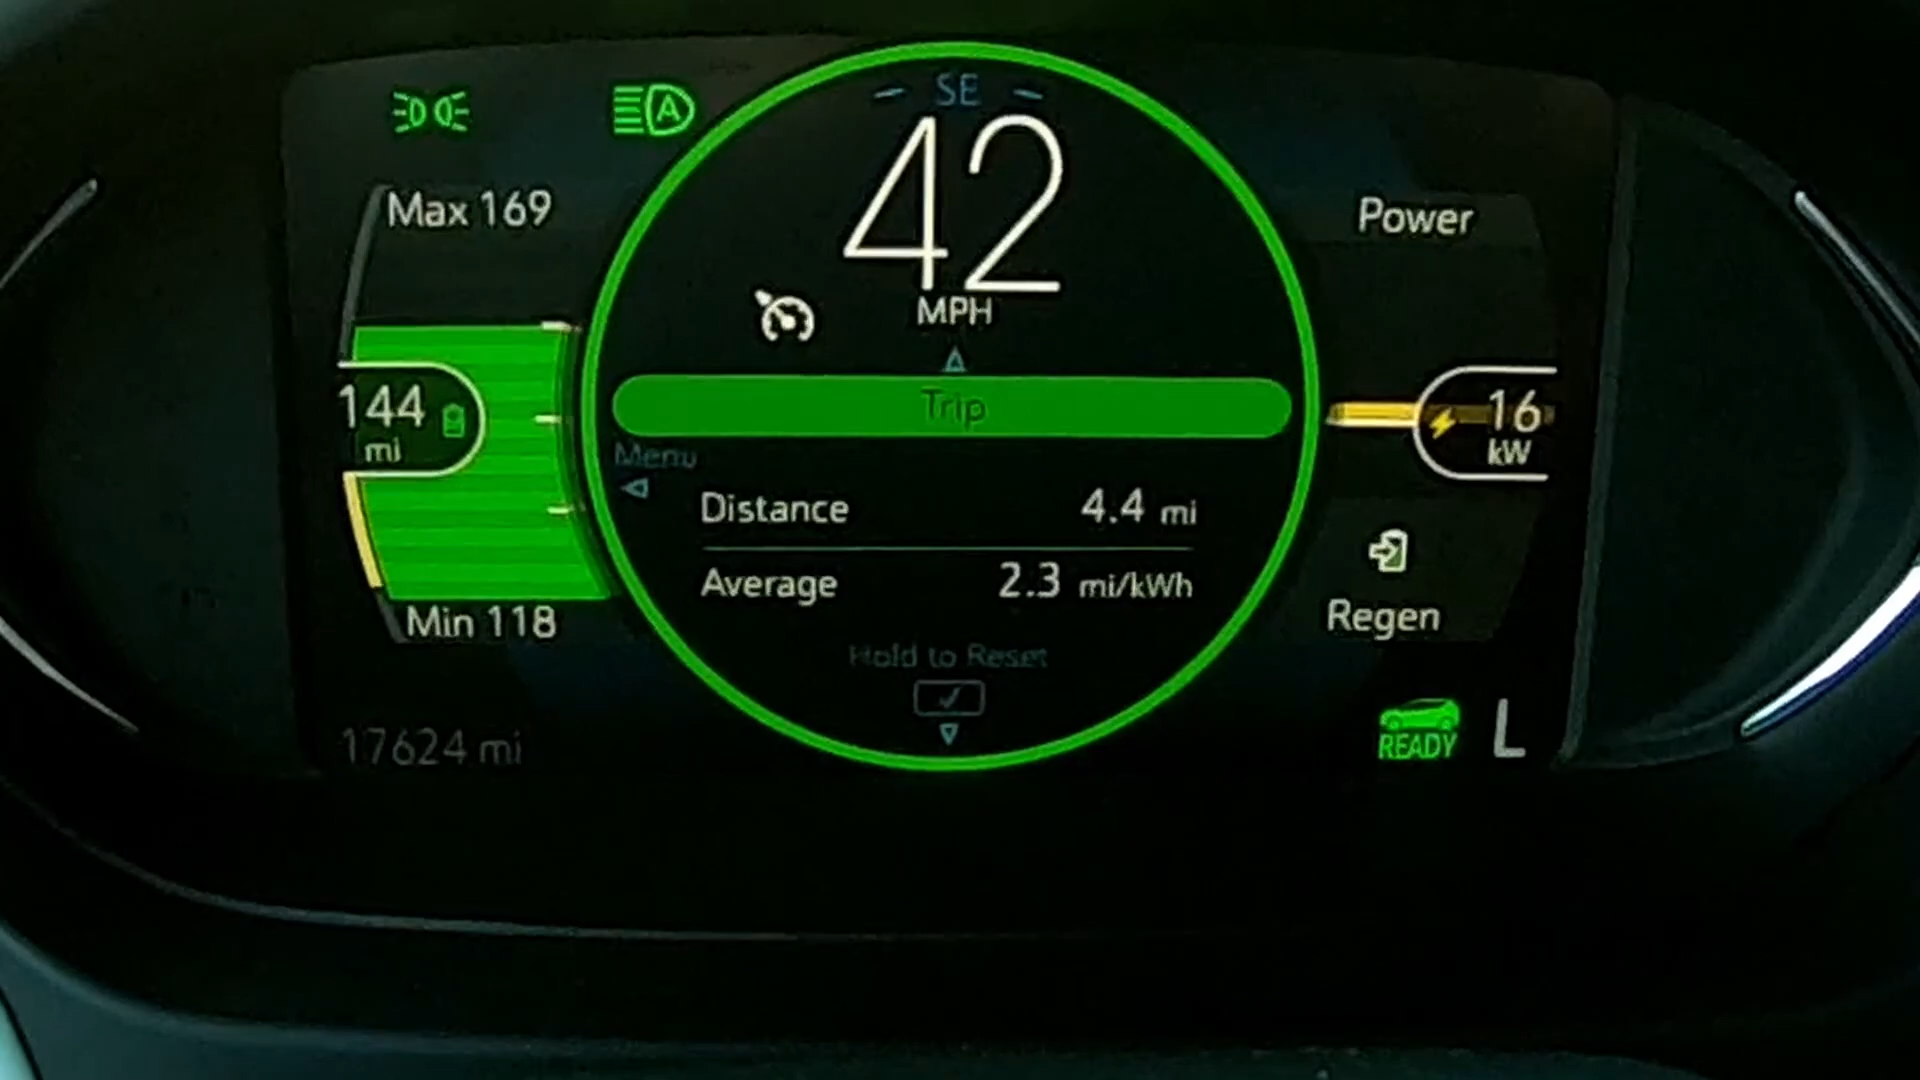 SE
A
42
MPH
Max 169
Power
144
mi
16
kW
Trip
Menu
Distance 4.4 mi
Average 2.3 mi/kWh
Regen
Min 118
Hold to Reset
17624 mi
READY L